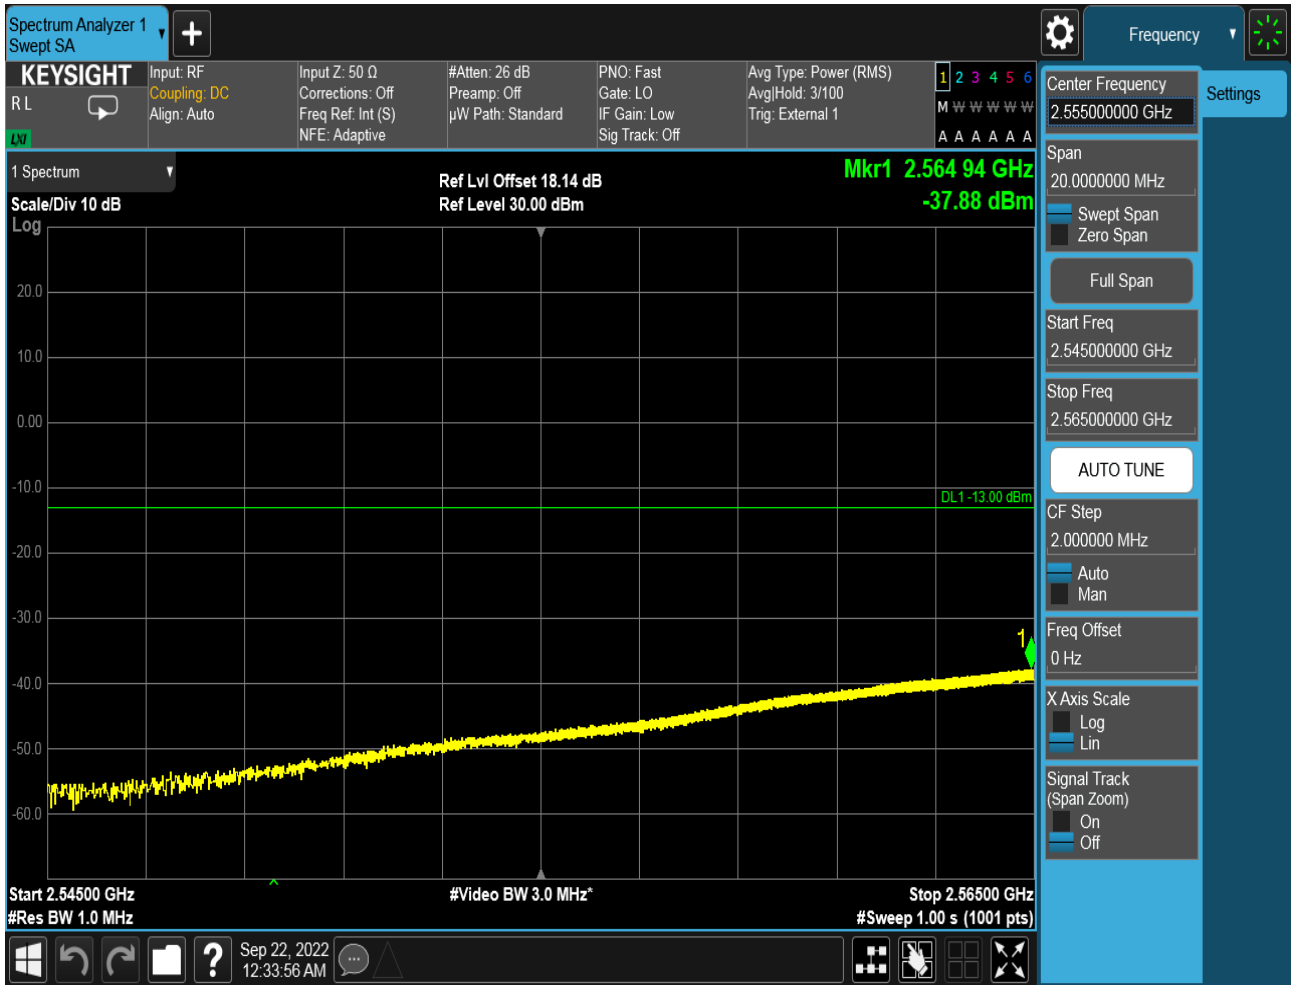 Spectrum Analyzer 1
Swept SA
Frequency
KEYSIGHT
R L
LXI
Input: RF
Coupling: DC
Align: Auto
Input Z: 50 Ω
Corrections: Off
Freq Ref: Int (S)
NFE: Adaptive
#Atten: 26 dB
Preamp: Off
µW Path: Standard
PNO: Fast
Gate: LO
IF Gain: Low
Sig Track: Off
Avg Type: Power (RMS)
Avg|Hold: 3/100
Trig: External 1
1 2 3 4 5 6
M W W W W W
A A A A A A
1 Spectrum
Scale/Div 10 dB
Log
Ref Lvl Offset 18.14 dB
Ref Level 30.00 dBm
Mkr1 2.564 94 GHz
-37.88 dBm
20.0
10.0
0.00
-10.0
-20.0
-30.0
-40.0
-50.0
-60.0
DL1 -13.00 dBm
1
Start 2.54500 GHz
#Res BW 1.0 MHz
#Video BW 3.0 MHz*
Stop 2.56500 GHz
#Sweep 1.00 s (1001 pts)
Center Frequency
2.555000000 GHz
Settings
Span
20.0000000 MHz
Swept Span
Zero Span
Full Span
Start Freq
2.545000000 GHz
Stop Freq
2.565000000 GHz
AUTO TUNE
CF Step
2.000000 MHz
Auto
Man
Freq Offset
0 Hz
X Axis Scale
Log
Lin
Signal Track
(Span Zoom)
On
Off
?
Sep 22, 2022
12:33:56 AM